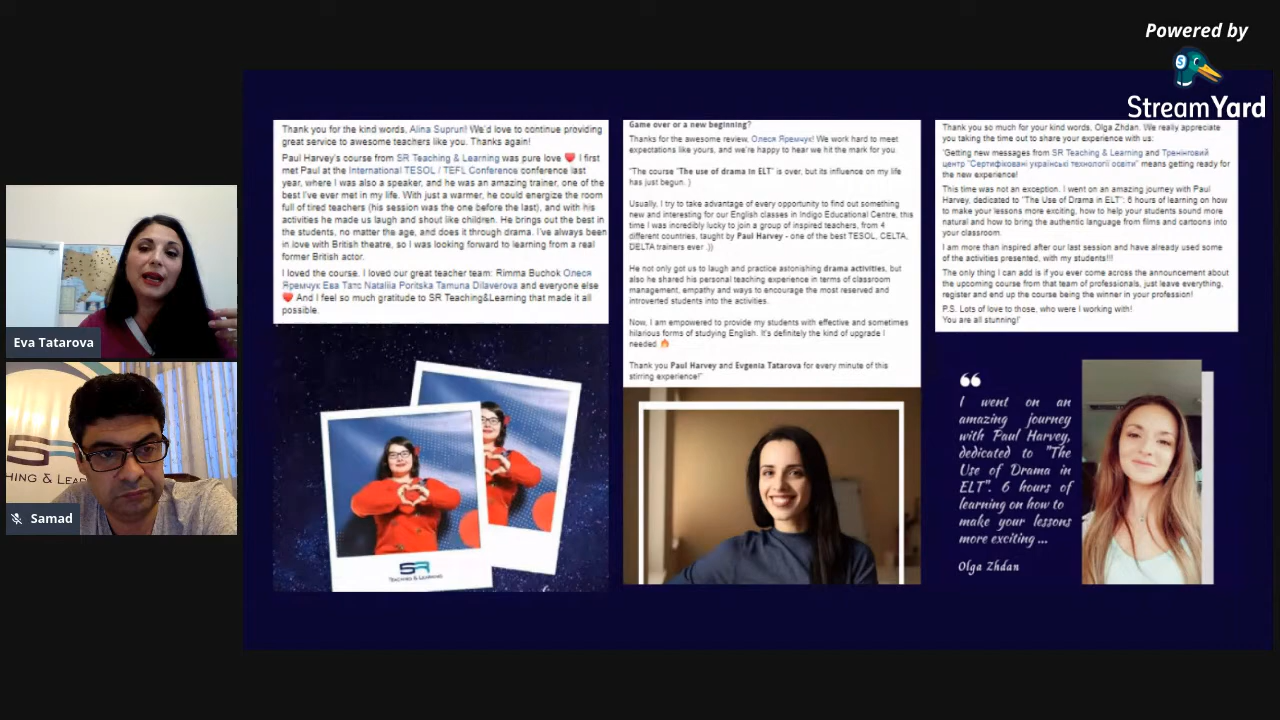 Powered by
StreamYard
Thank you for the kind words, Alina Suprun! We'd love to continue providing
great service to awesome teachers like you. Thanks again!
Paul Harvey's course from SR Teaching & Learning was pure love ❤ I first
met Paul at the International TESOL / TEFL Conference conference last
year, where I was also a speaker, and he was an amazing trainer, one of the
best I've ever met in my life. With just a warmer, he could energize the room
full of tired teachers (his session was the one before the last), and with his
activities he made us laugh and shout like children. He brings out the best in
the students, no matter the age, and does it through drama. I've always been
in love with British theatre, so I was looking forward to learning from a real
former British actor.
I loved the course. I loved our great teacher team: Rimma Buchok Олеся
Яремчук Ева Татс Nataliia Poritska Tamuna Dilaverova and everyone else
❤ And I feel so much gratitude to SR Teaching&Learning that made it all
possible.
SR
TEACHING & LEARNING
Game over or a new beginning?
Thanks for the awesome review, Олеся Яремчук! We work hard to meet
expectations like yours, and we're happy to hear we hit the mark for you.
"The course 'The use of drama in ELT' is over, but its influence on my life
has just begun. )
Usually, I try to take advantage of every opportunity to find out something
new and interesting for our English classes in Indigo Educational Centre, this
time I was incredibly lucky to join a group of inspired teachers, from 4
different countries, taught by Paul Harvey - one of the best TESOL, CELTA,
DELTA trainers ever .))
He not only got us to laugh and practice astonishing drama activities, but
also he shared his personal teaching experience in terms of classroom
management, empathy and ways to encourage the most reserved and
introverted students into the activities.
Now, I am empowered to provide my students with effective and sometimes
hilarious forms of studying English. It's definitely the kind of upgrade I
needed 🔥
Thank you Paul Harvey and Evgenia Tatarova for every minute of this
stirring experience!"
Thank you so much for your kind words, Olga Zhdan. We really appreciate
you taking the time out to share your experience with us:
'Getting new messages from SR Teaching & Learning and Тренінговий
центр "Сертифіковані українські технології освіти" means getting ready for
the new experience!
This time was not an exception. I went on an amazing journey with Paul
Harvey, dedicated to "The Use of Drama in ELT": 6 hours of learning on how
to make your lessons more exciting, how to help your students sound more
natural and how to bring the authentic language from films and cartoons into
your classroom.
I am more than inspired after our last session and have already used some
of the activities presented, with my students!!!
The only thing I can add is if you ever come across the announcement about
the upcoming course from that team of professionals, just leave everything,
register and end up the course being the winner in your profession!
P.S. Lots of love to those, who were I working with!
You are all stunning!'
“
I went on an
amazing journey
with Paul Harvey,
dedicated to "The
Use of Drama in
ELT". 6 hours of
learning on how to
make your lessons
more exciting ...
Olga Zhdan
Eva Tatarova
SR
HING & LEAR
Samad